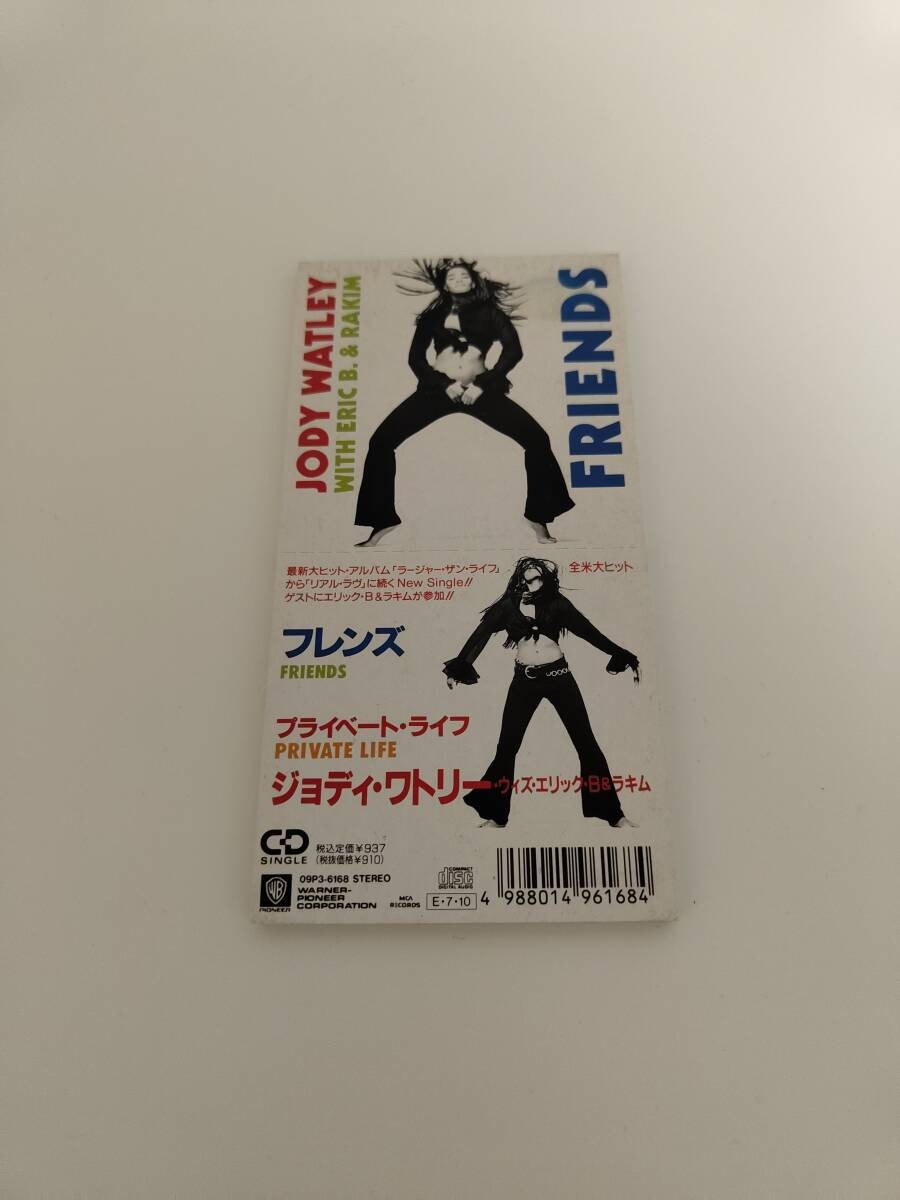 JODY WATLEY
WITH ERIC B. & RAKIM
FRIENDS
最新大ヒット・アルバム「ラージャー・ザン・ライフ」
から「リアル・ラヴ」に続くNew Single!!
ゲストにエリック・B&ラキムが参加!!
全米大ヒット
フレンズ
FRIENDS
プライベート・ライフ
PRIVATE LIFE
ジョディ・ワトリー・ウィズ・エリック・B&ラキム
CD
SINGLE
税込定価¥937
(税抜価格¥910)
09P3-6168 STEREO
WB
PIONEER
WARNER-
PIONEER
CORPORATION
MCA
RECORDS
COMPACT
disc
DIGITAL AUDIO
E・7・10
4 988014 961684